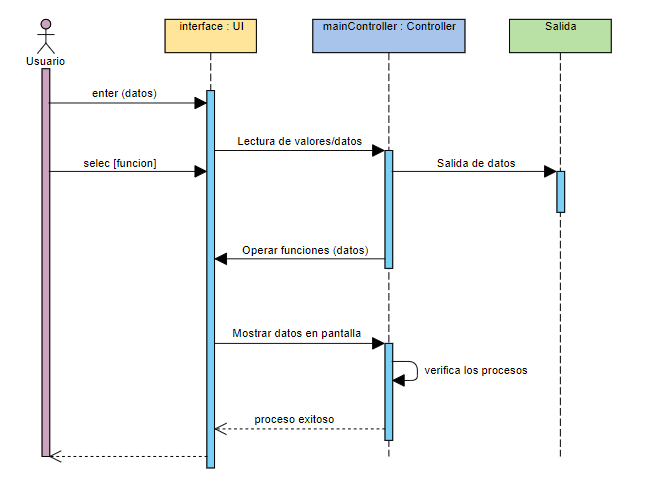 interface : UI
mainController : Controller
Salida
Usuario
enter (datos)
Lectura de valores/datos
selec [funcion]
Salida de datos
Operar funciones (datos)
Mostrar datos en pantalla
verifica los procesos
proceso exitoso